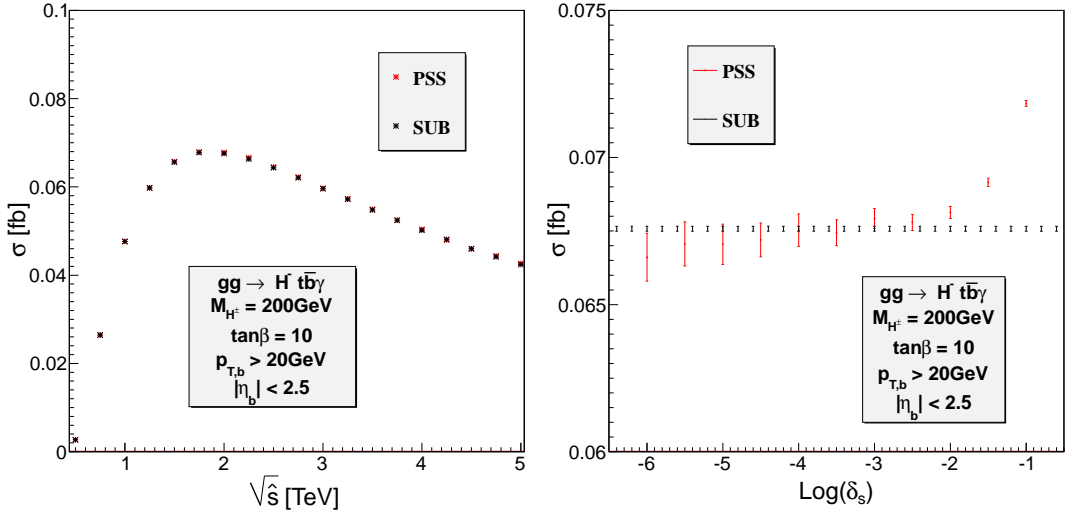 0.1
0.08
0.06
0.04
0.02
0
σ [fb]
PSS
SUB
gg → H⁻ tb̅γ
M_H± = 200GeV
tanβ = 10
p_T,b > 20GeV
|η_b| < 2.5
1 2 3 4 5
√ŝ [TeV]
0.075
0.07
0.065
0.06
σ [fb]
PSS
SUB
gg → H⁻ tb̅γ
M_H± = 200GeV
tanβ = 10
p_T,b > 20GeV
|η_b| < 2.5
-6 -5 -4 -3 -2 -1
Log(δ_s)